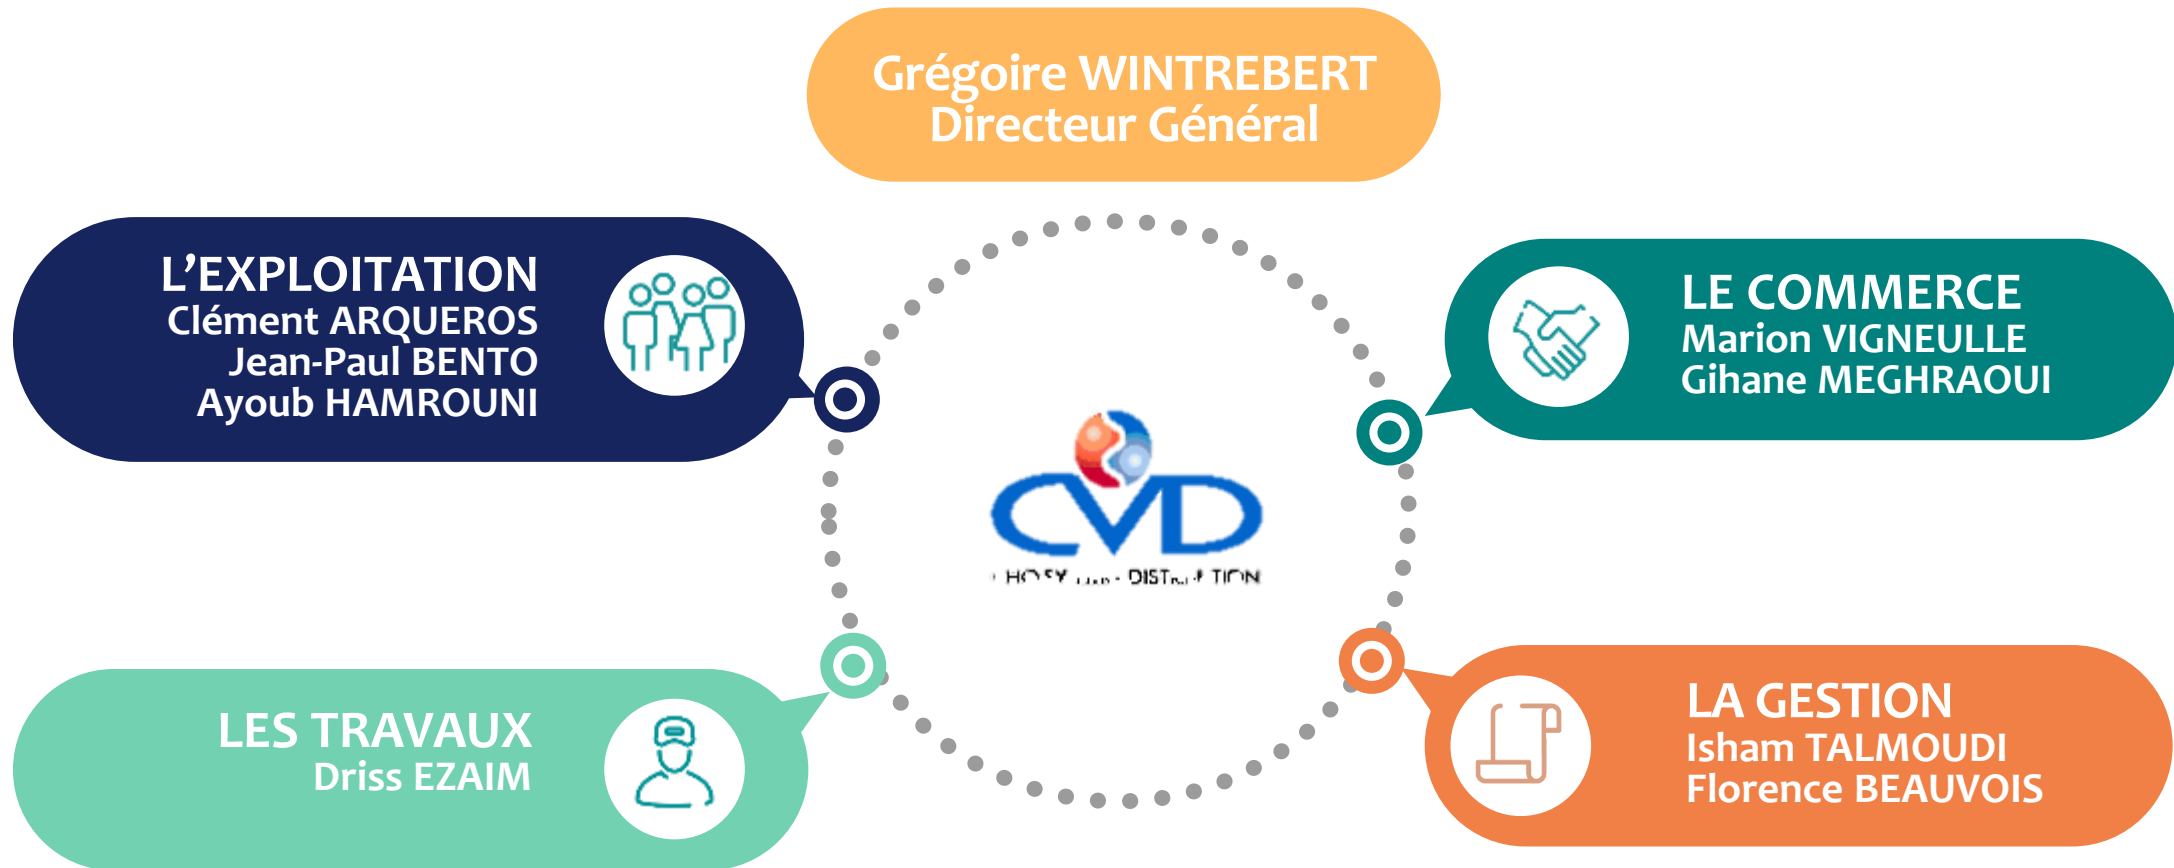 Grégoire WINTREBERT
Directeur Général
L’EXPLOITATION
Clément ARQUEROS
Jean-Paul BENTO
Ayoub HAMROUNI
LE COMMERCE
Marion VIGNEULLE
Gihane MEGHRAOUI
CVD
LES TRAVAUX
Driss EZAIM
LA GESTION
Isham TALMOUDI
Florence BEAUVOIS